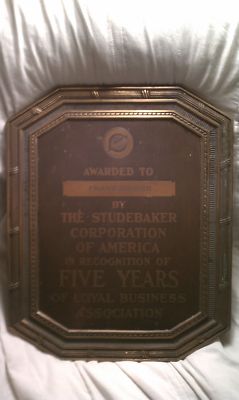 AWARDED TO
BY
THE STUDEBAKER
CORPORATION
OF AMERICA
IN RECOGNITION OF
FIVE YEARS
OF LOYAL BUSINESS
ASSOCIATION